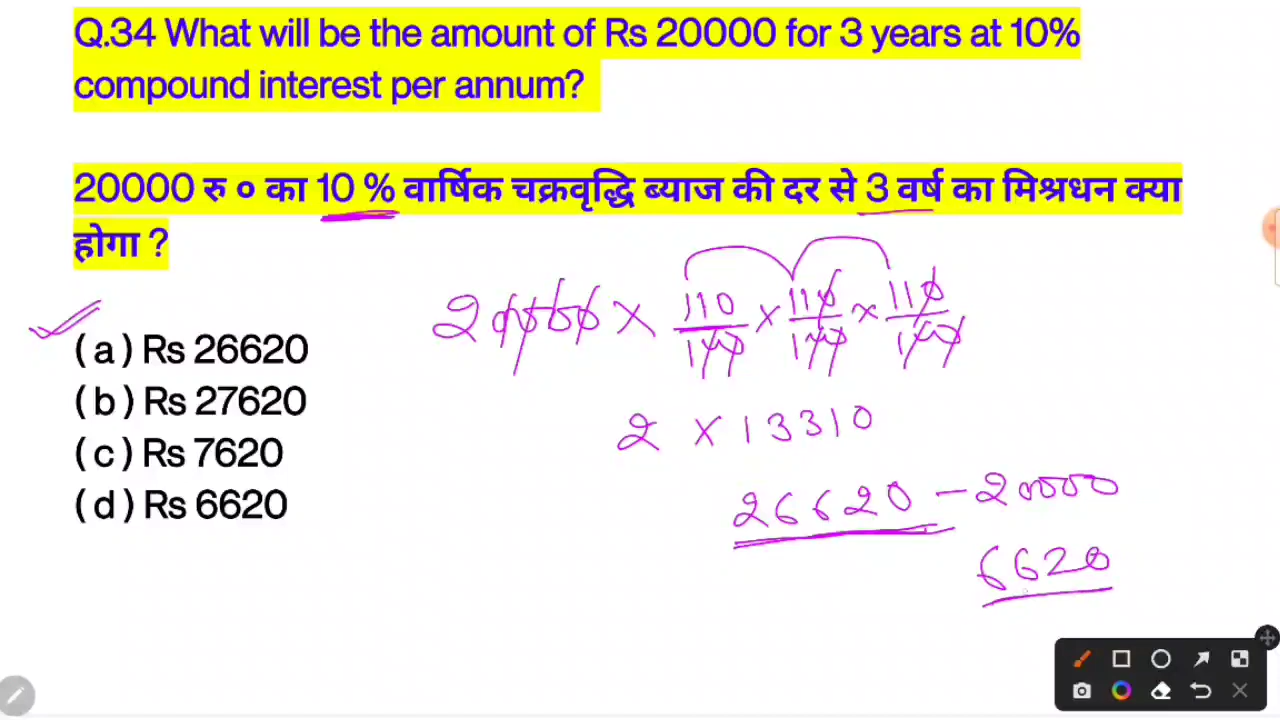 Q.34 What will be the amount of Rs 20000 for 3 years at 10%
compound interest per annum?
20000 रु ० का 10 % वार्षिक चक्रवृद्धि ब्याज की दर से 3 वर्ष का मिश्रधन क्या
होगा ?
20000 × 110/100 × 110/100 × 110/100
( a ) Rs 26620
( b ) Rs 27620
2 × 13310
( c ) Rs 7620
( d ) Rs 6620
26620 - 20000
6620